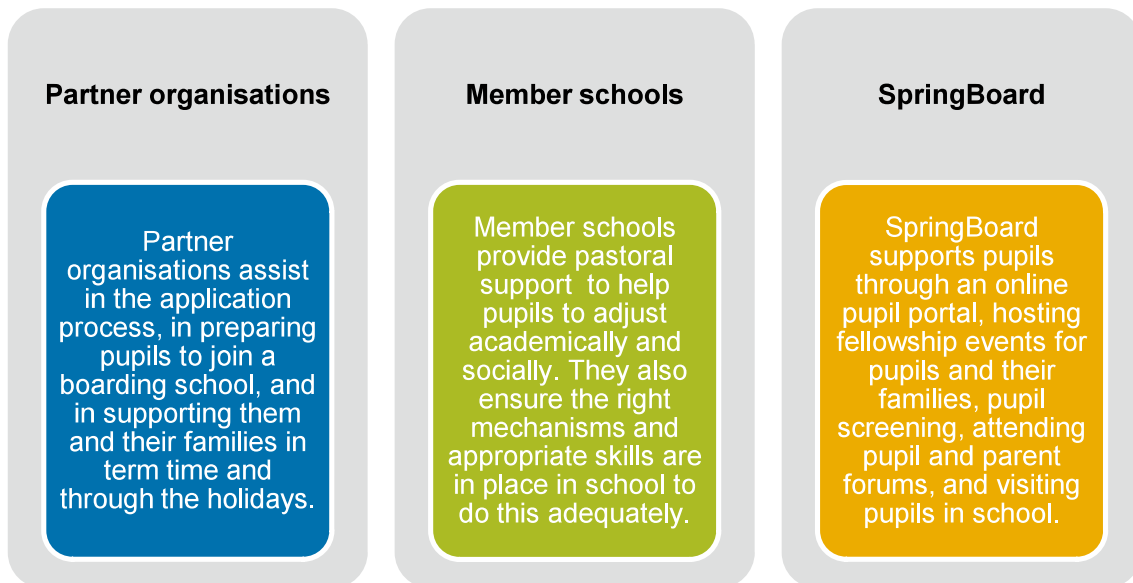 Partner organisations
Partner
organisations assist
in the application
process, in preparing
pupils to join a
boarding school, and
in supporting them
and their families in
term time and
through the holidays.
Member schools
Member schools
provide pastoral
support  to help
pupils to adjust
academically and
socially. They also
ensure the right
mechanisms and
appropriate skills are
in place in school to
do this adequately.
SpringBoard
SpringBoard
supports pupils
through an online
pupil portal, hosting
fellowship events for
pupils and their
families, pupil
screening, attending
pupil and parent
forums, and visiting
pupils in school.